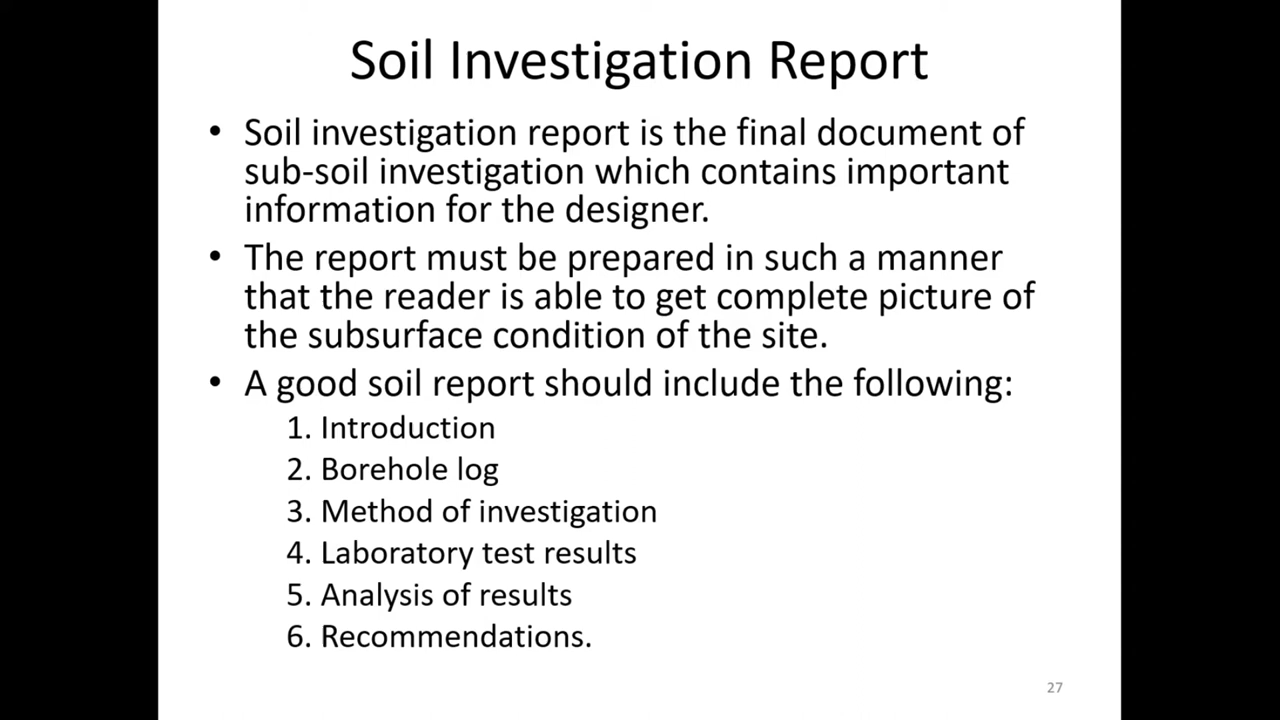 Soil Investigation Report
• Soil investigation report is the final document of
sub-soil investigation which contains important
information for the designer.
• The report must be prepared in such a manner
that the reader is able to get complete picture of
the subsurface condition of the site.
• A good soil report should include the following:
1. Introduction
2. Borehole log
3. Method of investigation
4. Laboratory test results
5. Analysis of results
6. Recommendations.
27